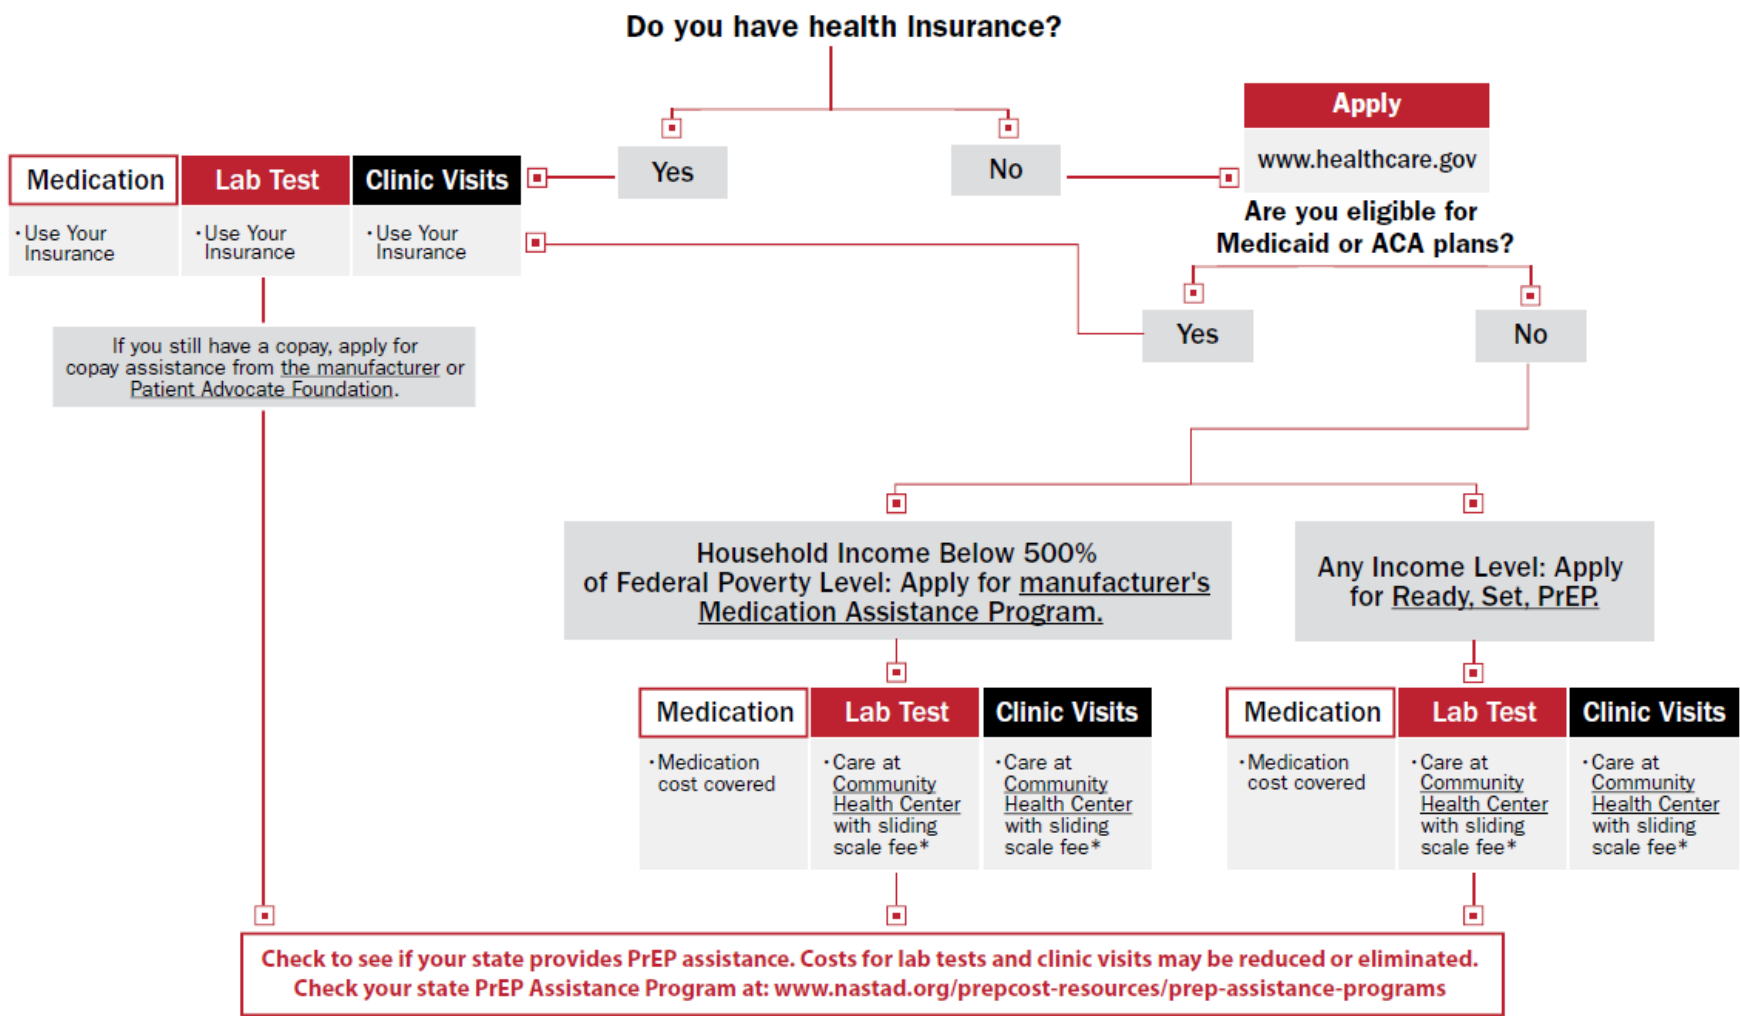 Do you have health Insurance?
Yes
No
Apply
www.healthcare.gov
Medication
Lab Test
Clinic Visits
· Use Your
Insurance
· Use Your
Insurance
· Use Your
Insurance
Are you eligible for
Medicaid or ACA plans?
Yes
No
If you still have a copay, apply for
copay assistance from the manufacturer or
Patient Advocate Foundation.
Household Income Below 500%
of Federal Poverty Level: Apply for manufacturer's
Medication Assistance Program.
Any Income Level: Apply
for Ready, Set, PrEP.
Medication
Lab Test
Clinic Visits
· Medication
cost covered
· Care at
Community
Health Center
with sliding
scale fee*
· Care at
Community
Health Center
with sliding
scale fee*
Medication
Lab Test
Clinic Visits
· Medication
cost covered
· Care at
Community
Health Center
with sliding
scale fee*
· Care at
Community
Health Center
with sliding
scale fee*
Check to see if your state provides PrEP assistance. Costs for lab tests and clinic visits may be reduced or eliminated.
Check your state PrEP Assistance Program at: www.nastad.org/prepcost-resources/prep-assistance-programs